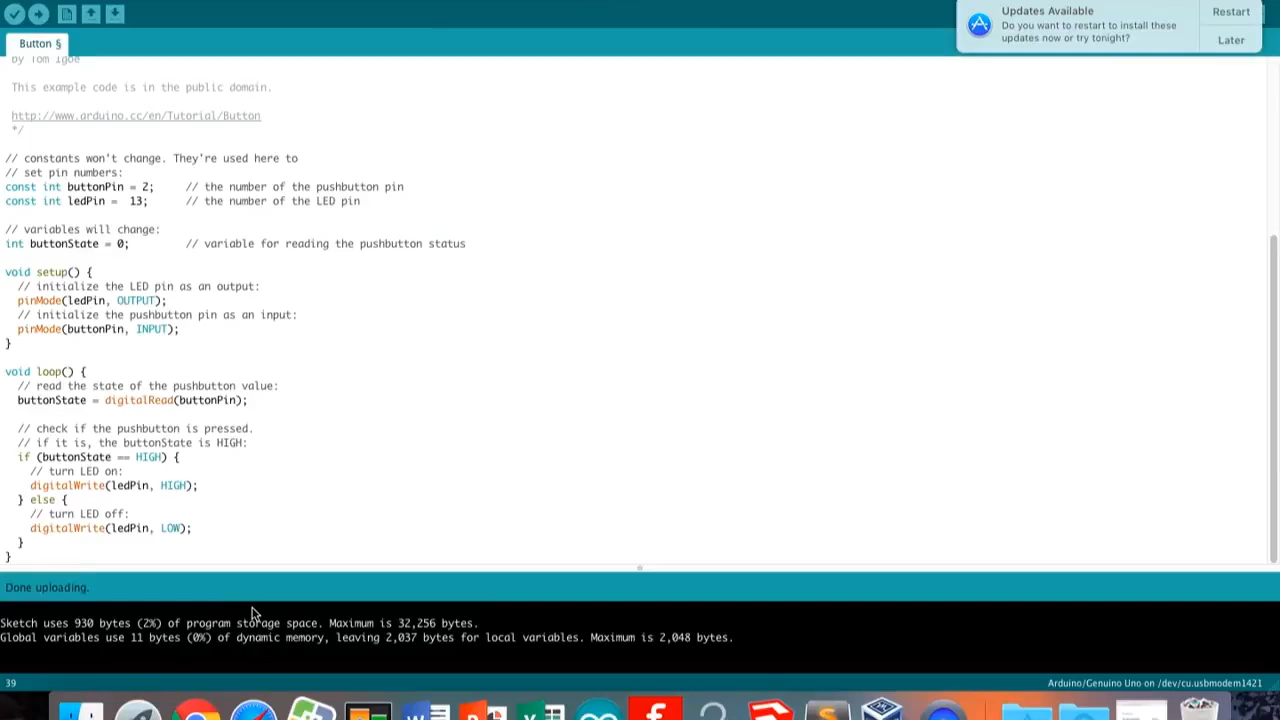 Updates Available
Do you want to restart to install these
updates now or try tonight?
Restart
Later
Button §
by Tom Igoe
This example code is in the public domain.
http://www.arduino.cc/en/Tutorial/Button
*/
// constants won't change. They're used here to
// set pin numbers:
const int buttonPin = 2;     // the number of the pushbutton pin
const int ledPin =  13;      // the number of the LED pin
// variables will change:
int buttonState = 0;         // variable for reading the pushbutton status
void setup() {
  // initialize the LED pin as an output:
  pinMode(ledPin, OUTPUT);
  // initialize the pushbutton pin as an input:
  pinMode(buttonPin, INPUT);
}
void loop() {
  // read the state of the pushbutton value:
  buttonState = digitalRead(buttonPin);
  // check if the pushbutton is pressed.
  // if it is, the buttonState is HIGH:
  if (buttonState == HIGH) {
    // turn LED on:
    digitalWrite(ledPin, HIGH);
  } else {
    // turn LED off:
    digitalWrite(ledPin, LOW);
  }
}
Done uploading.
Sketch uses 930 bytes (2%) of program storage space. Maximum is 32,256 bytes.
Global variables use 11 bytes (0%) of dynamic memory, leaving 2,037 bytes for local variables. Maximum is 2,048 bytes.
39
Arduino/Genuino Uno on /dev/cu.usbmodem1421